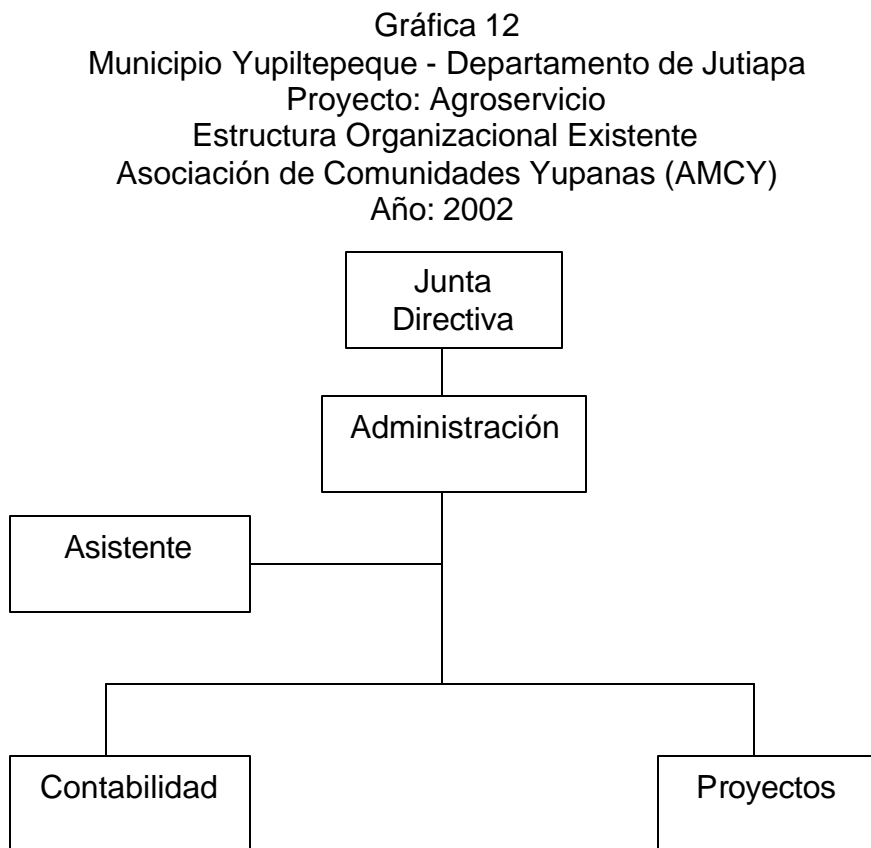 Gráfica 12
Municipio Yupiltepeque - Departamento de Jutiapa
Proyecto: Agroservicio
Estructura Organizacional Existente
Asociación de Comunidades Yupanas (AMCY)
Año: 2002
Junta
Directiva
Administración
Asistente
Contabilidad
Proyectos